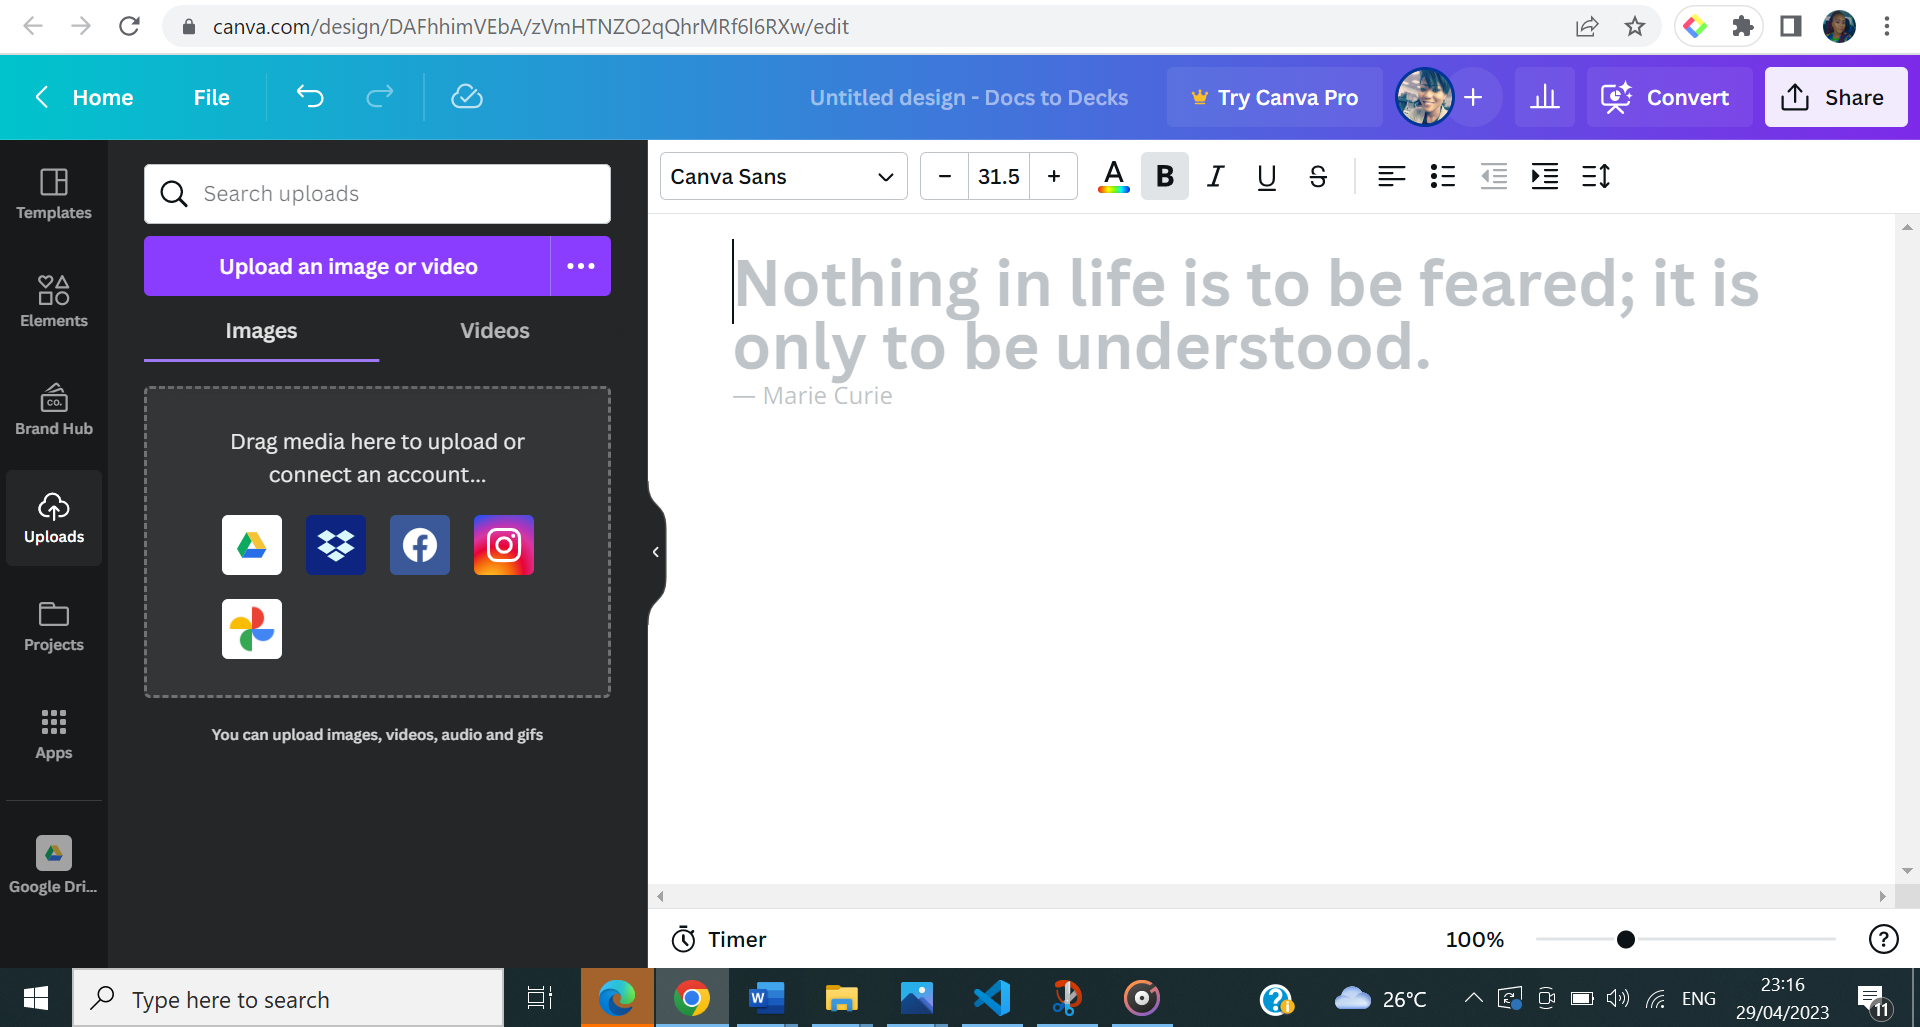 canva.com/design/DAFhhimVEbA/zVmHTNZO2qQhrMRf6l6RXw/edit
Home File Untitled design - Docs to Decks Try Canva Pro Convert Share
Templates
Elements
Brand Hub
CO.
Uploads
Projects
Apps
Google Dri...
Search uploads
Upload an image or video
Images Videos
Drag media here to upload or
connect an account...
You can upload images, videos, audio and gifs
Canva Sans 31.5 A B I U S
Nothing in life is to be feared; it is
only to be understood.
— Marie Curie
Timer 100% ?
Type here to search
W
26°C ENG 23:16
29/04/2023
11